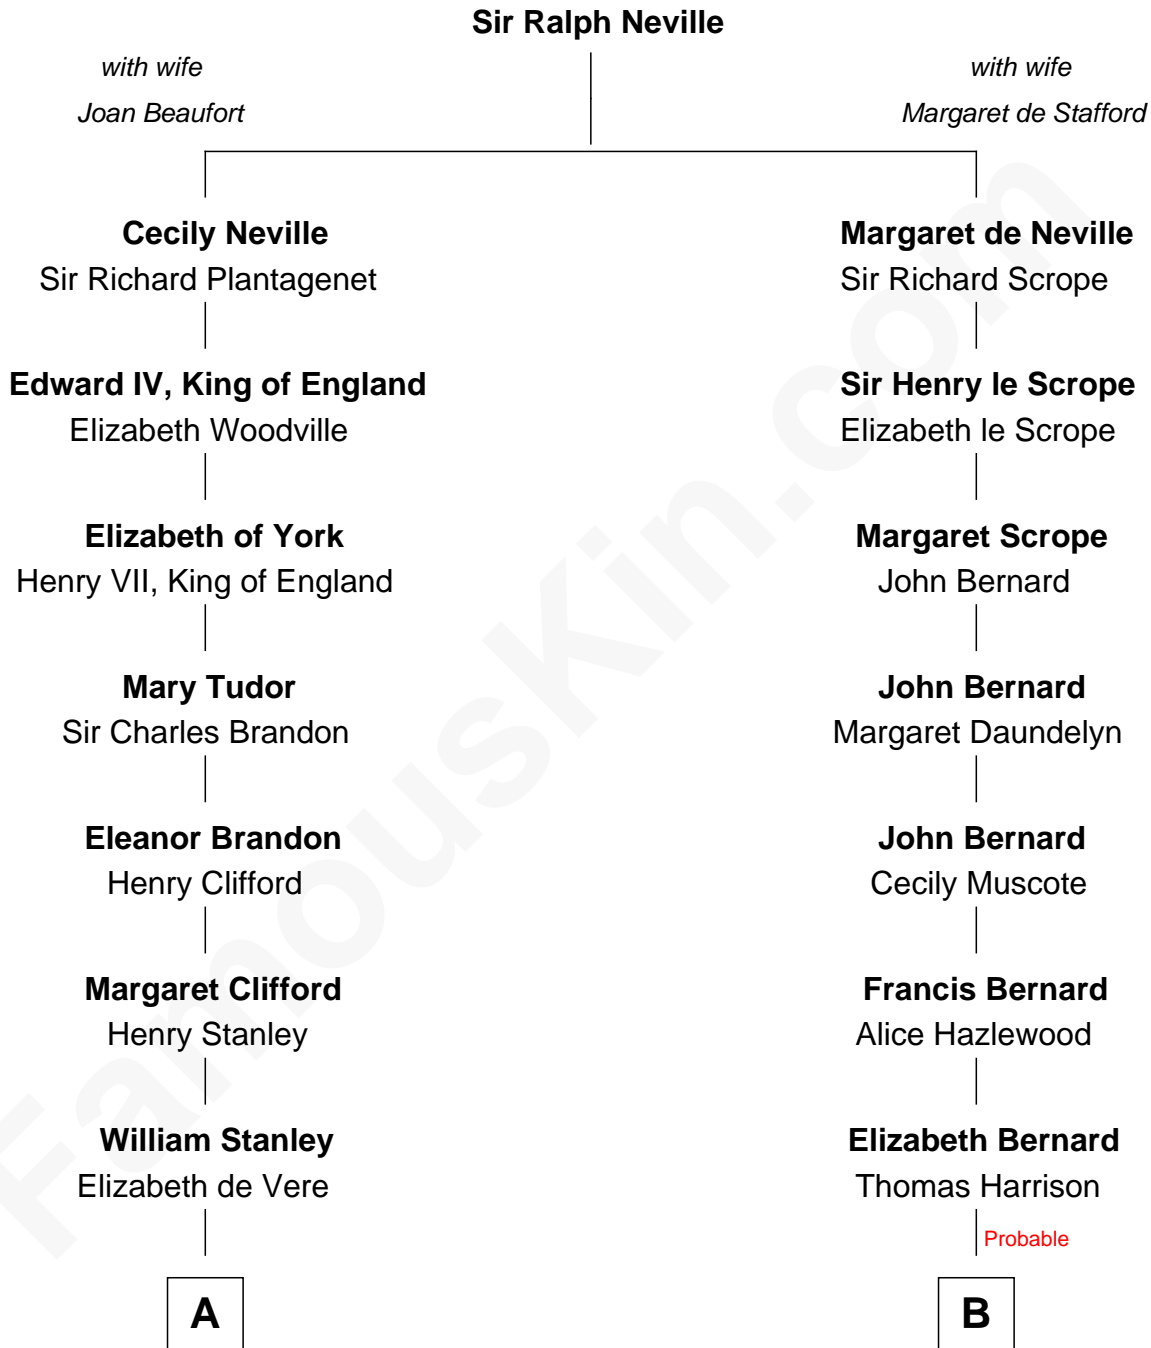 Sir Ralph Neville
with wife
Joan Beaufort
with wife
Margaret de Stafford
Cecily Neville
Sir Richard Plantagenet
Margaret de Neville
Sir Richard Scrope
Edward IV, King of England
Elizabeth Woodville
Sir Henry le Scrope
Elizabeth le Scrope
Elizabeth of York
Henry VII, King of England
Margaret Scrope
John Bernard
Mary Tudor
Sir Charles Brandon
John Bernard
Margaret Daundelyn
Eleanor Brandon
Henry Clifford
John Bernard
Cecily Muscote
Margaret Clifford
Henry Stanley
Francis Bernard
Alice Hazlewood
William Stanley
Elizabeth de Vere
Elizabeth Bernard
Thomas Harrison
Probable
A
B
FamousKin.com